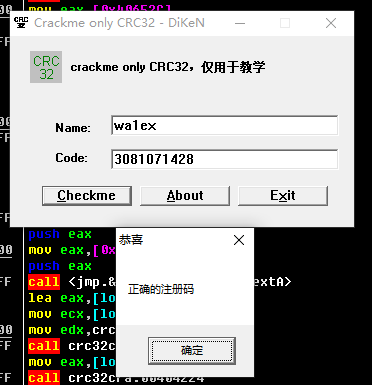 mov eax,[0x40652C]
Crackme only CRC32 - DiKeN
CRC
32
crackme only CRC32，仅用于教学
Name: wa1ex
Code: 3081071428
Checkme About Exit
push eax
mov eax,[0x
恭喜
push eax
call <jmp.& extA>
正确的注册码
lea eax,[lo
mov ecx,[lo
mov edx,crc
确定
call crc32c
mov eax,[lo
call crc32cra.00404224